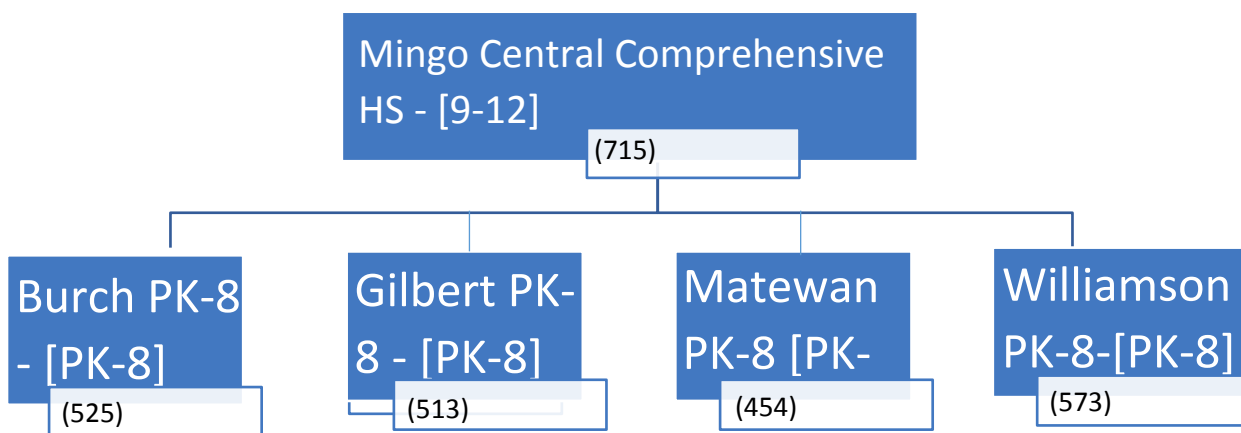 Mingo Central Comprehensive
HS - [9-12]
(715)
Burch PK-8
- [PK-8]
(525)
Gilbert PK-
8 - [PK-8]
(513)
Matewan
PK-8 [PK-
(454)
Williamson
PK-8-[PK-8]
(573)